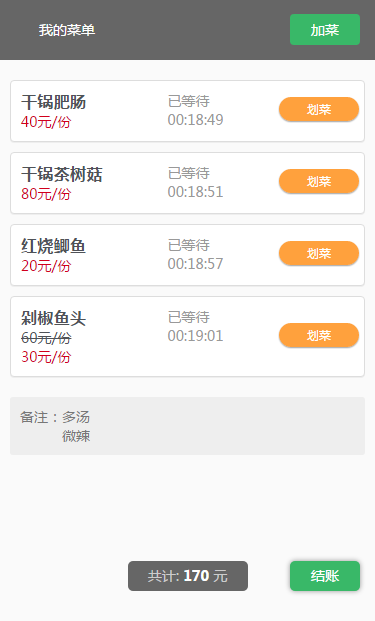 我的菜单 加菜
干锅肥肠 已等待
40元/份 00:18:49 划菜
干锅茶树菇 已等待
80元/份 00:18:51 划菜
红烧鲫鱼 已等待
20元/份 00:18:57 划菜
剁椒鱼头 已等待
60元/份 00:19:01 划菜
30元/份
备注：多汤
微辣
共计: 170 元 结账